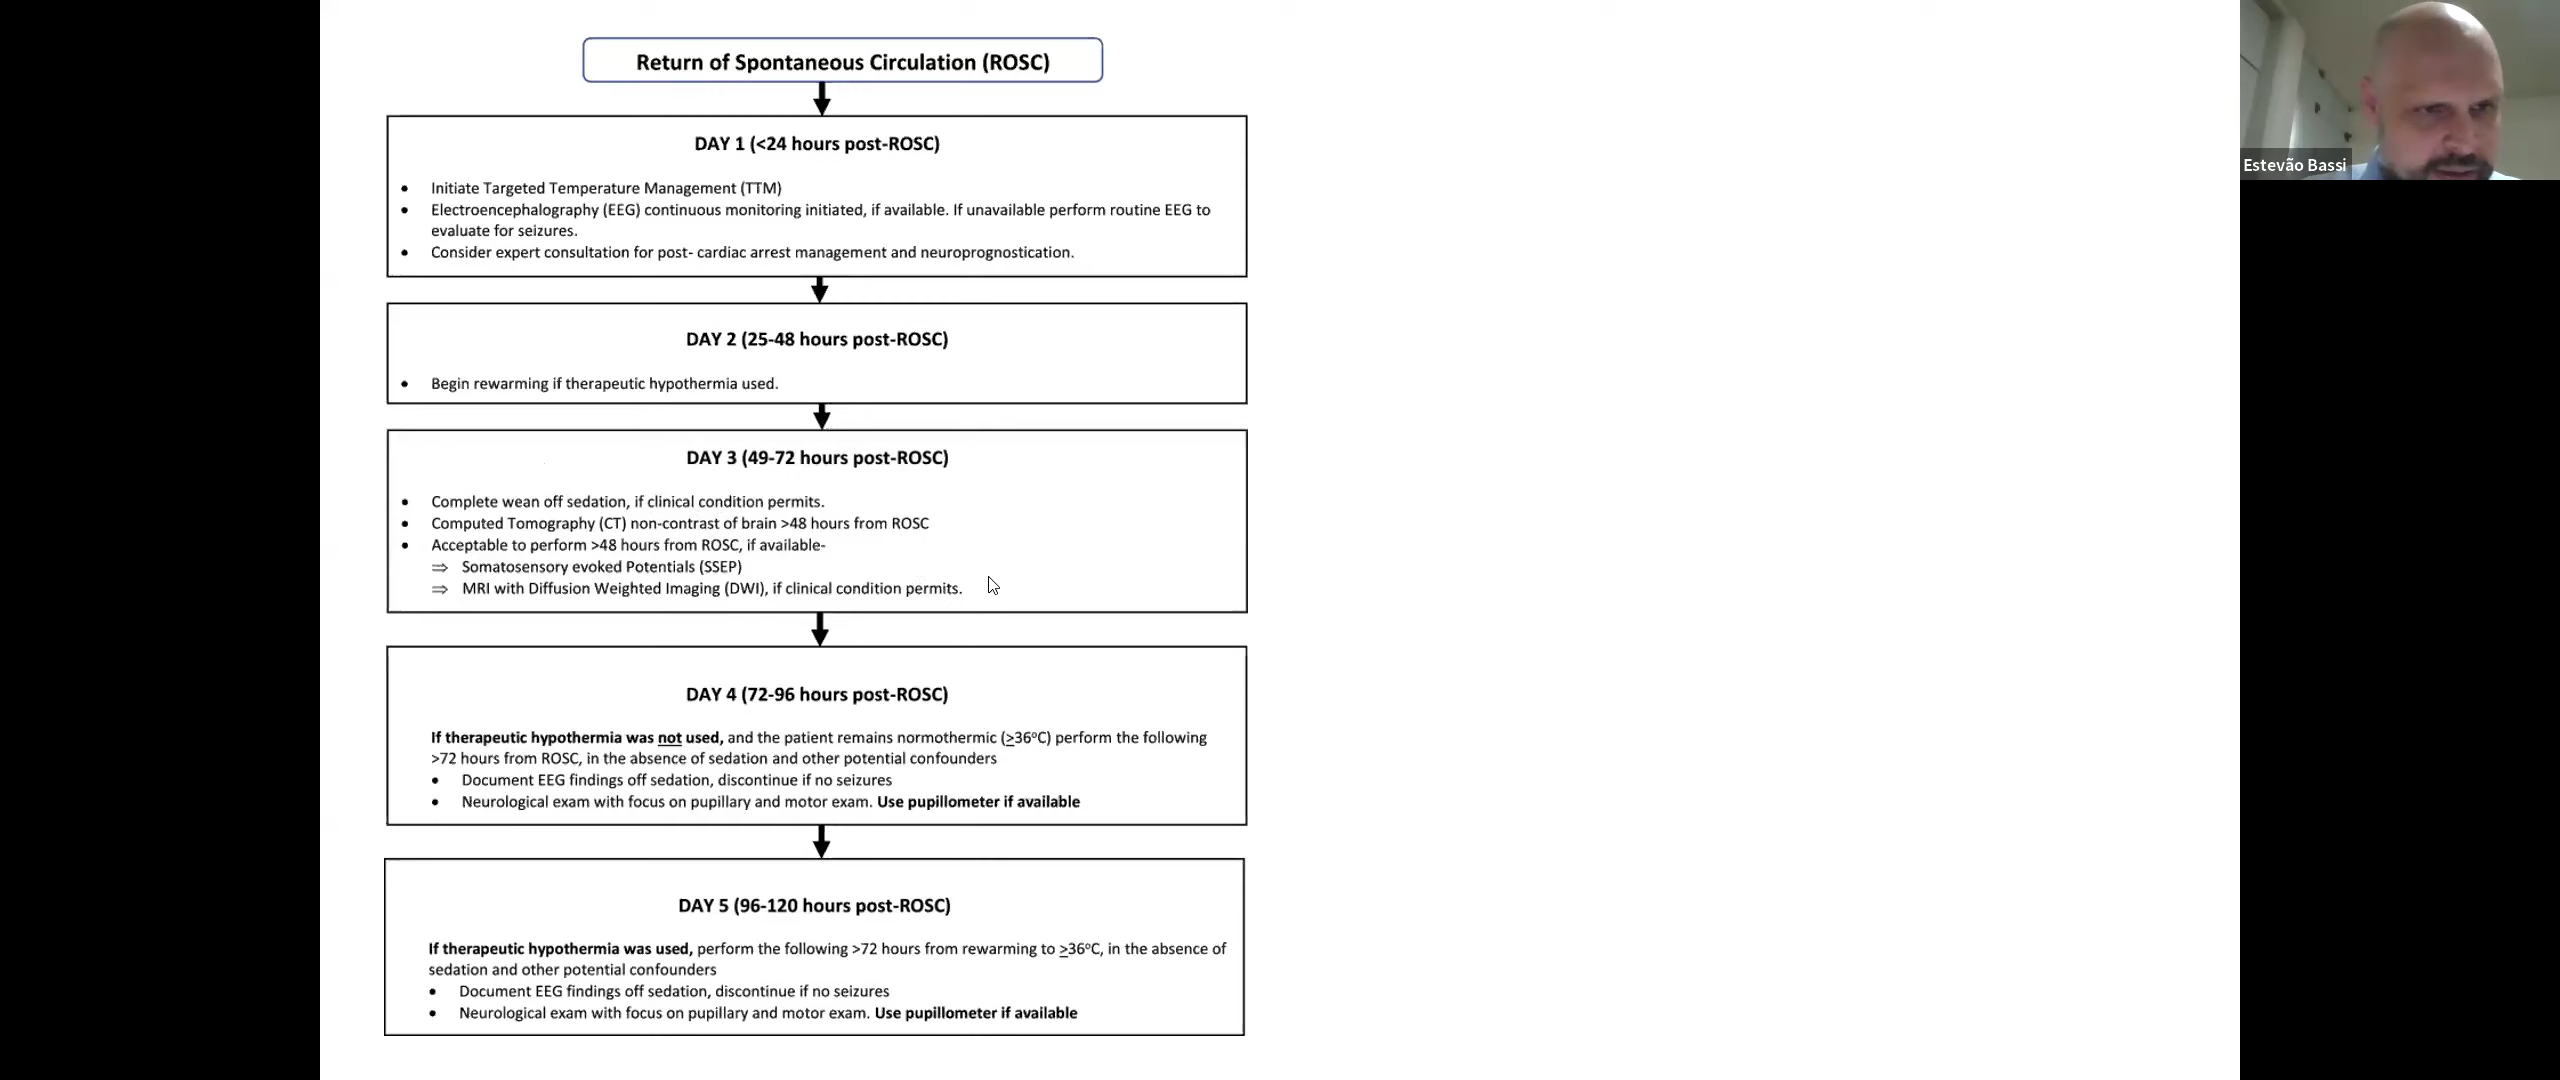 Return of Spontaneous Circulation (ROSC)
DAY 1 (<24 hours post-ROSC)
• Initiate Targeted Temperature Management (TTM)
• Electroencephalography (EEG) continuous monitoring initiated, if available. If unavailable perform routine EEG to
evaluate for seizures.
• Consider expert consultation for post- cardiac arrest management and neuroprognostication.
DAY 2 (25-48 hours post-ROSC)
• Begin rewarming if therapeutic hypothermia used.
DAY 3 (49-72 hours post-ROSC)
• Complete wean off sedation, if clinical condition permits.
• Computed Tomography (CT) non-contrast of brain >48 hours from ROSC
• Acceptable to perform >48 hours from ROSC, if available-
⇒ Somatosensory evoked Potentials (SSEP)
⇒ MRI with Diffusion Weighted Imaging (DWI), if clinical condition permits.
DAY 4 (72-96 hours post-ROSC)
If therapeutic hypothermia was not used, and the patient remains normothermic (≥36°C) perform the following
>72 hours from ROSC, in the absence of sedation and other potential confounders
• Document EEG findings off sedation, discontinue if no seizures
• Neurological exam with focus on pupillary and motor exam. Use pupillometer if available
DAY 5 (96-120 hours post-ROSC)
If therapeutic hypothermia was used, perform the following >72 hours from rewarming to ≥36°C, in the absence of
sedation and other potential confounders
• Document EEG findings off sedation, discontinue if no seizures
• Neurological exam with focus on pupillary and motor exam. Use pupillometer if available
Estevão Bassi